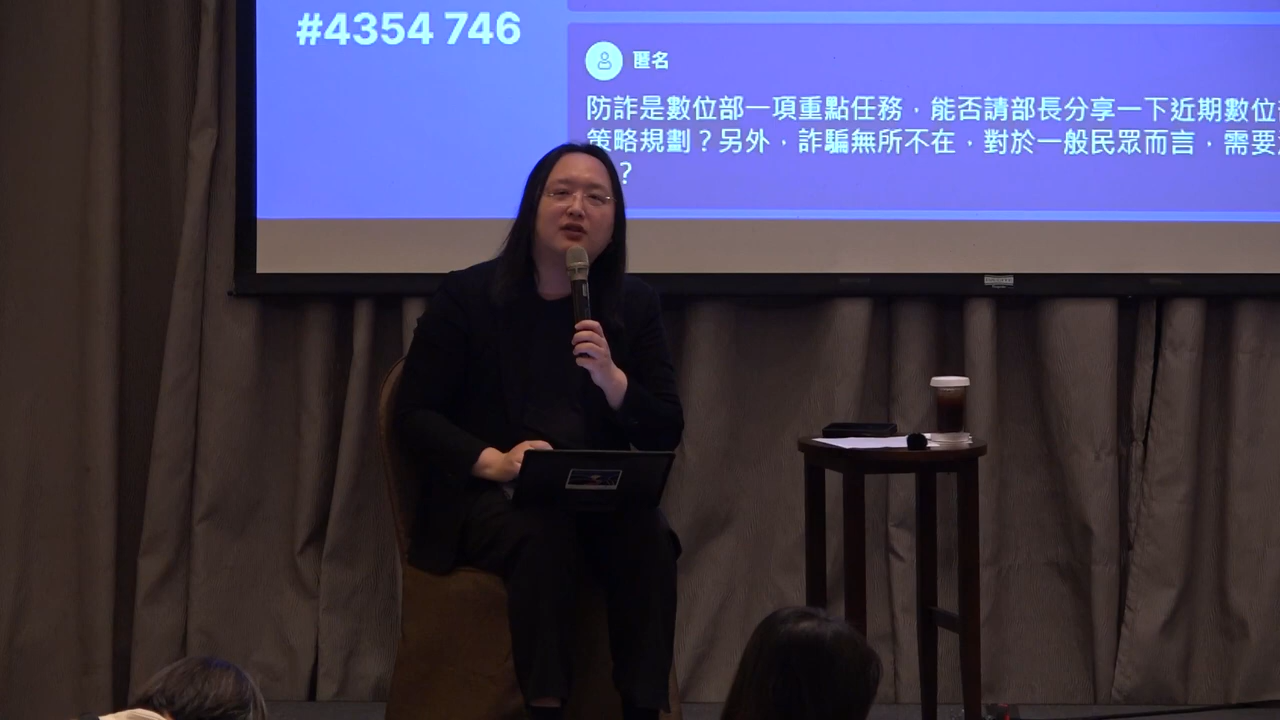 #4354 746
匿名
防詐是數位部一項重點任務，能否請部長分享一下近期數位
策略規劃？另外，詐騙無所不在，對於一般民眾而言，需要
？